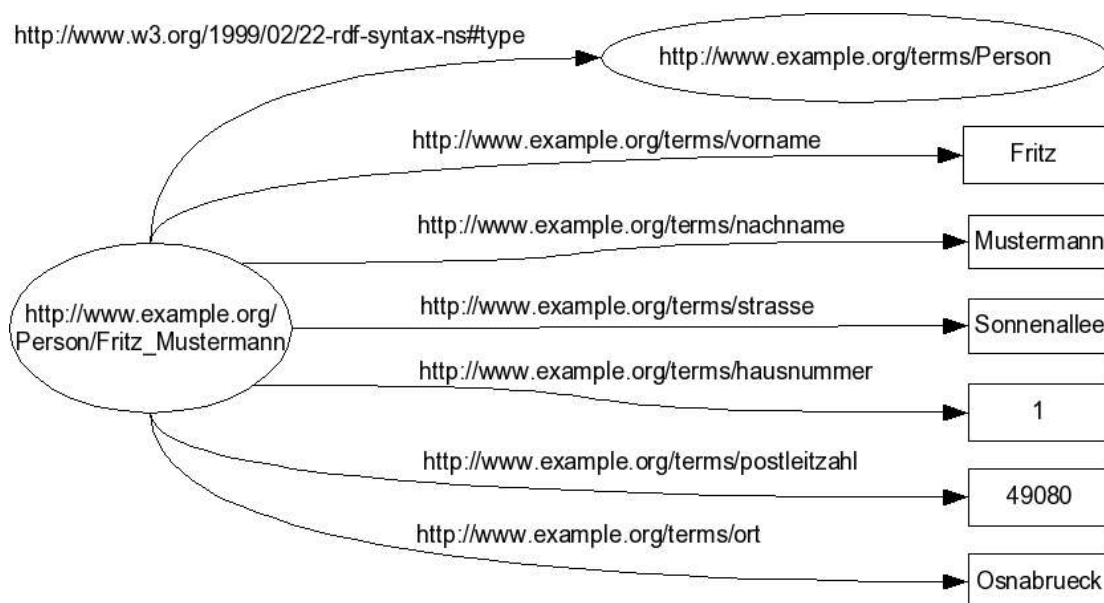 http://www.w3.org/1999/02/22-rdf-syntax-ns#type
http://www.example.org/terms/Person
http://www.example.org/terms/vorname
Fritz
http://www.example.org/terms/nachname
Mustermann
http://www.example.org/
Person/Fritz_Mustermann
http://www.example.org/terms/strasse
Sonnenallee
http://www.example.org/terms/hausnummer
1
http://www.example.org/terms/postleitzahl
49080
http://www.example.org/terms/ort
Osnabrueck